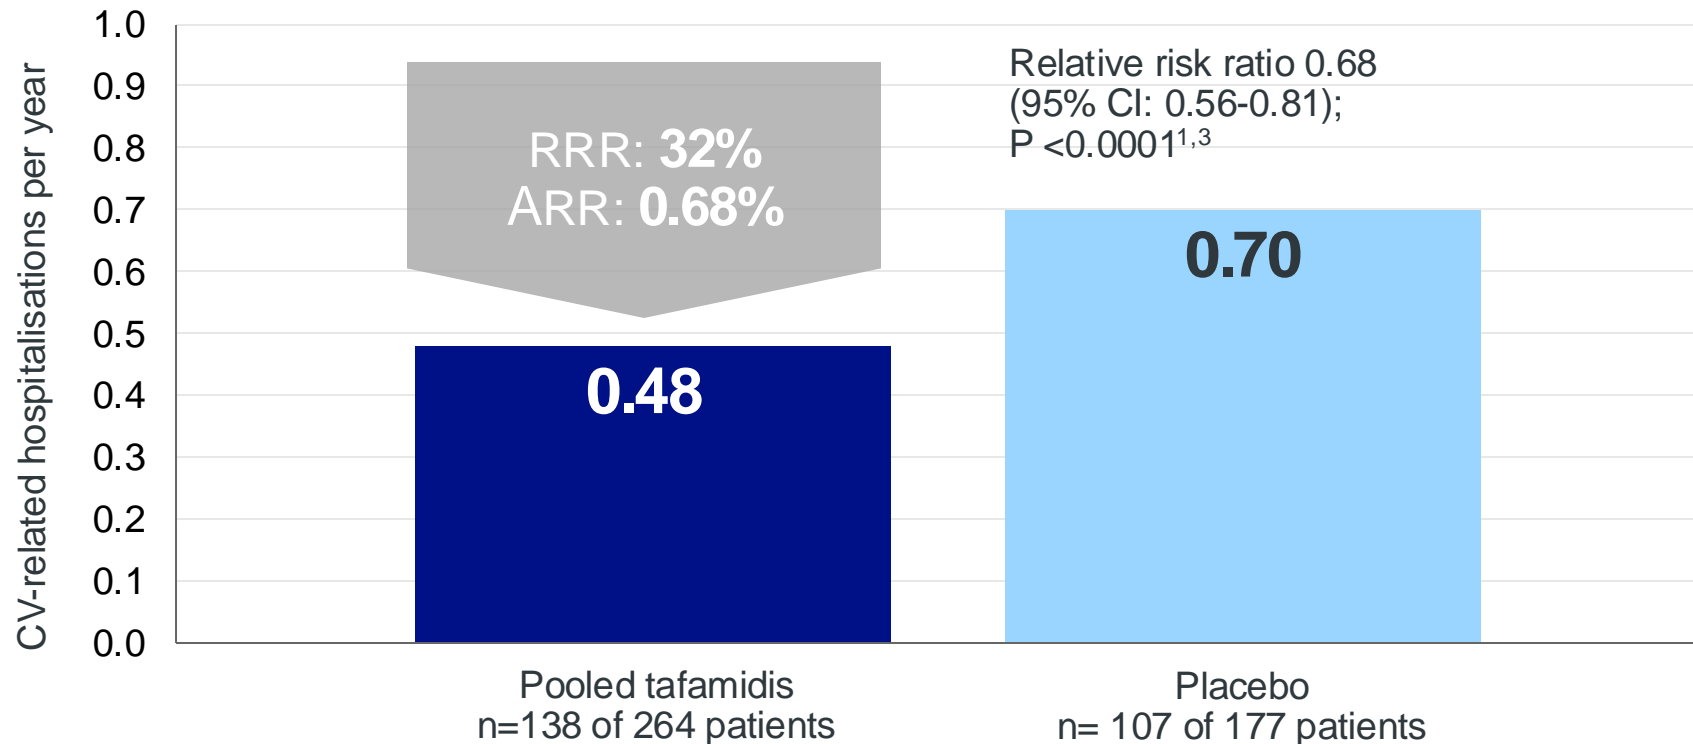 CV-related hospitalisations per year
1.0
0.9
0.8
0.7
0.6
0.5
0.4
0.3
0.2
0.1
0.0
RRR: 32%
ARR: 0.68%
0.48
Relative risk ratio 0.68
(95% CI: 0.56-0.81);
P <0.0001¹,³
0.70
Pooled tafamidis
n=138 of 264 patients
Placebo
n= 107 of 177 patients